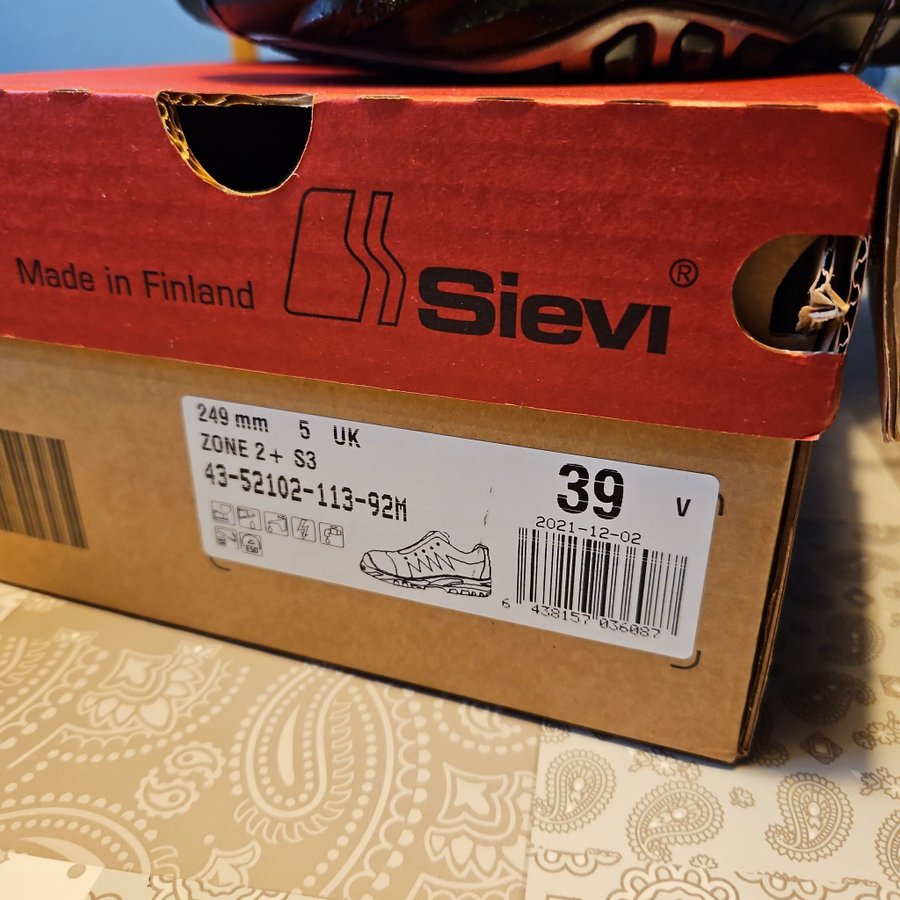 Made in Finland
Sievi®
249 mm 5 UK
ZONE 2+ S3
43-52102-113-92M
39 V
2021-12-02
6 438157 036087
ESD